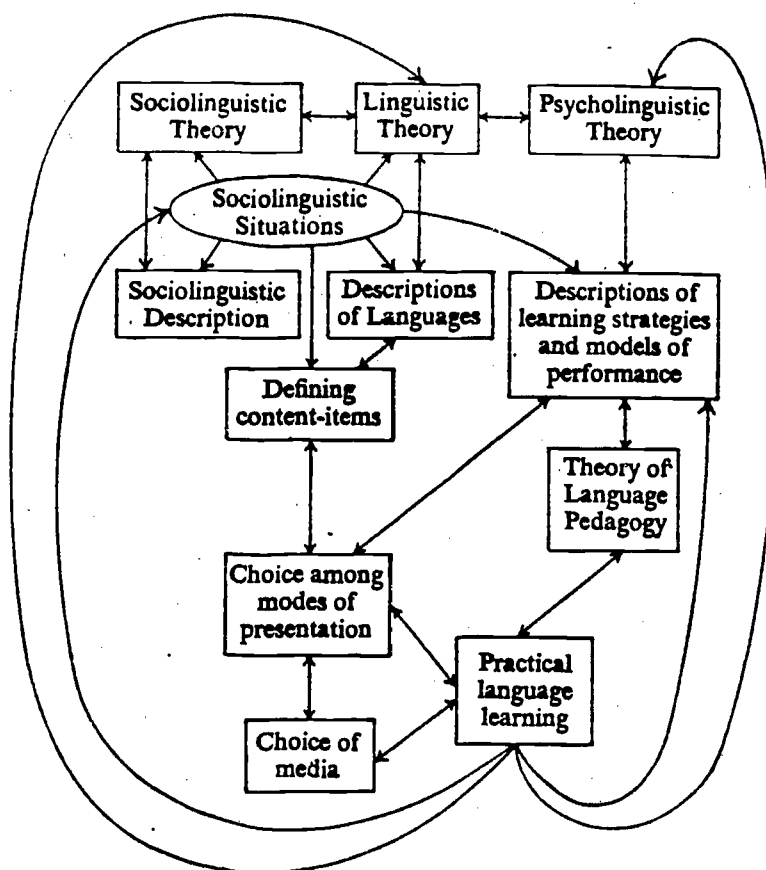 Sociolinguistic
Theory
Linguistic
Theory
Psycholinguistic
Theory
Sociolinguistic
Situations
Sociolinguistic
Description
Descriptions
of Languages
Descriptions of
learning strategies
and models of
performance
Defining
content-items
Theory of
Language
Pedagogy
Choice among
modes of
presentation
Practical
language
learning
Choice of
media